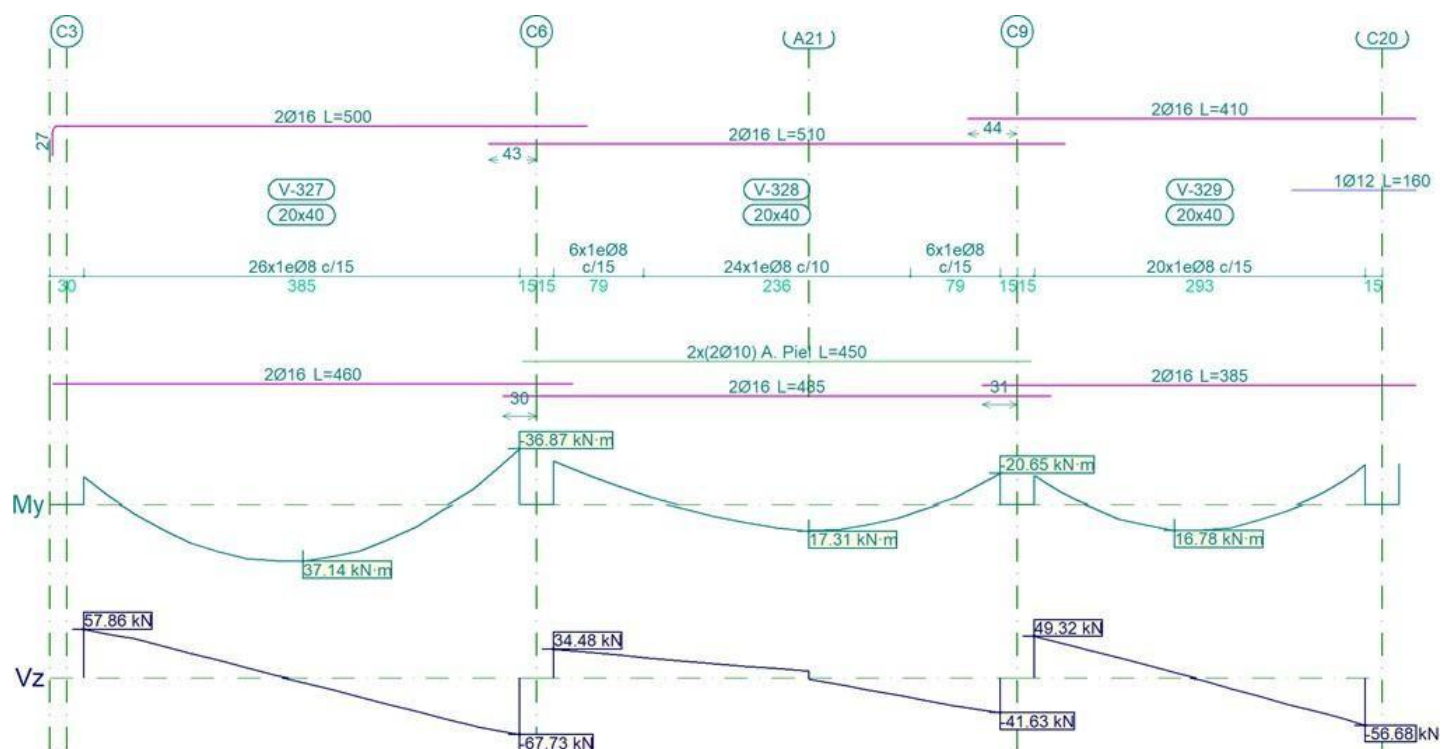 C3
C6
A21
C9
C20
2Ø16 L=500
2Ø16 L=410
27
2Ø16 L=510
44
43
V-327
V-328
V-329
1Ø12 L=160
20x40
20x40
20x40
6x1eØ8
c/15
6x1eØ8
c/15
26x1eØ8 c/15
24x1eØ8 c/10
20x1eØ8 c/15
30
385
15
15
79
236
79
15
15
293
15
2x(2Ø10) A. Piel L=450
2Ø16 L=460
2Ø16 L=485
2Ø16 L=385
30
31
-36.87 kN·m
-20.65 kN·m
My
37.14 kN·m
17.31 kN·m
16.78 kN·m
57.86 kN
34.48 kN
49.32 kN
Vz
-67.73 kN
-41.63 kN
-56.68 kN